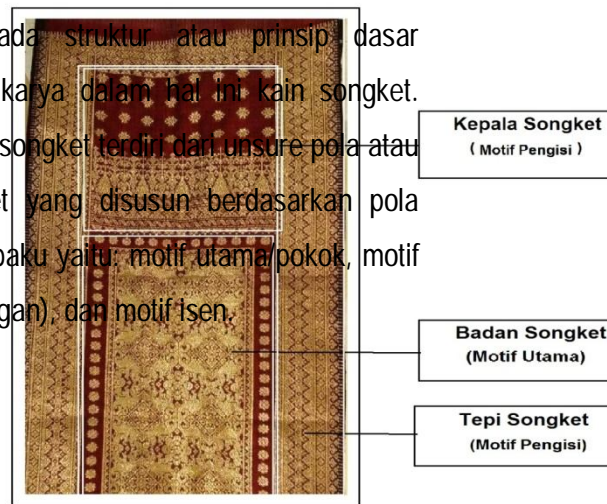 ada struktur atau prinsip dasar
karya dalam hal ini kain songket.
songket terdiri dari unsure pola atau
et yang disusun berdasarkan pola
baku yaitu: motif utama/pokok, motif
gan), dan motif isen.
Kepala Songket
( Motif Pengisi )
Badan Songket
(Motif Utama)
Tepi Songket
(Motif Pengisi)